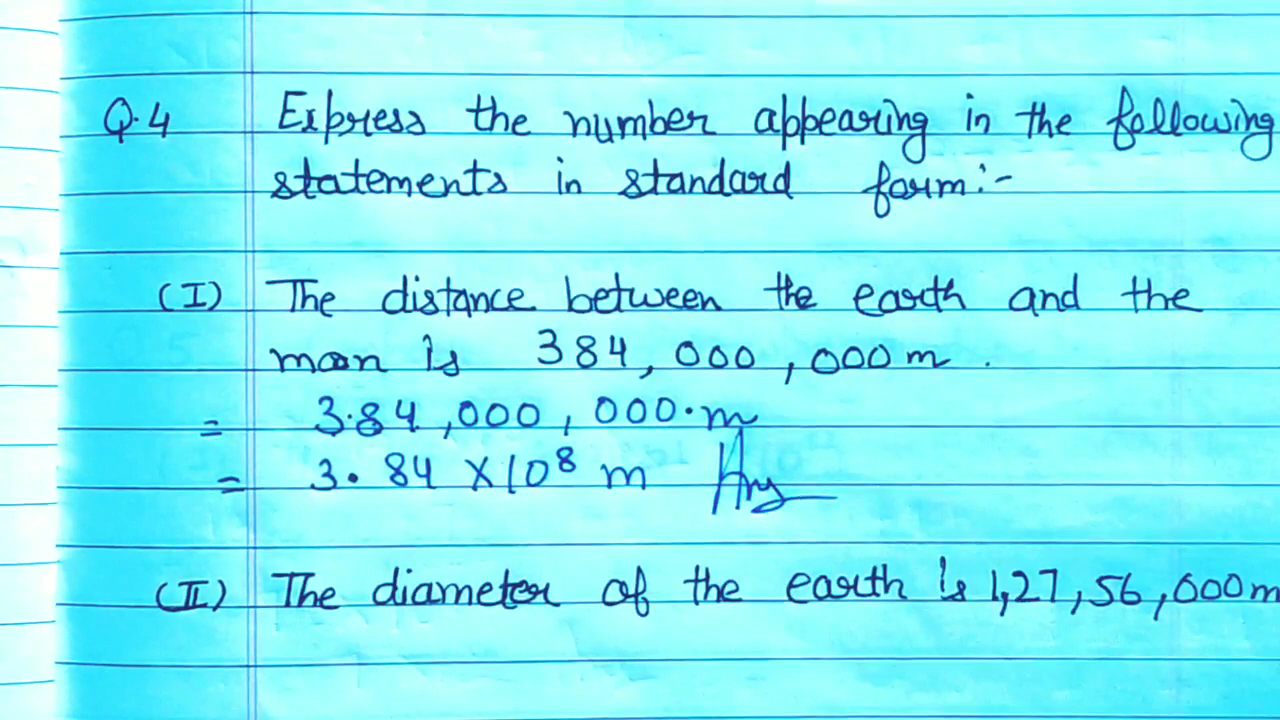 Q.4 Express the number appearing in the following
statements in standard form:-
(I) The distance between the earth and the
moon is 384,000,000 m.
= 3.84,000,000.m
= 3.84 X 10⁸ m Ans
(II) The diameter of the earth is 1,27,56,000m